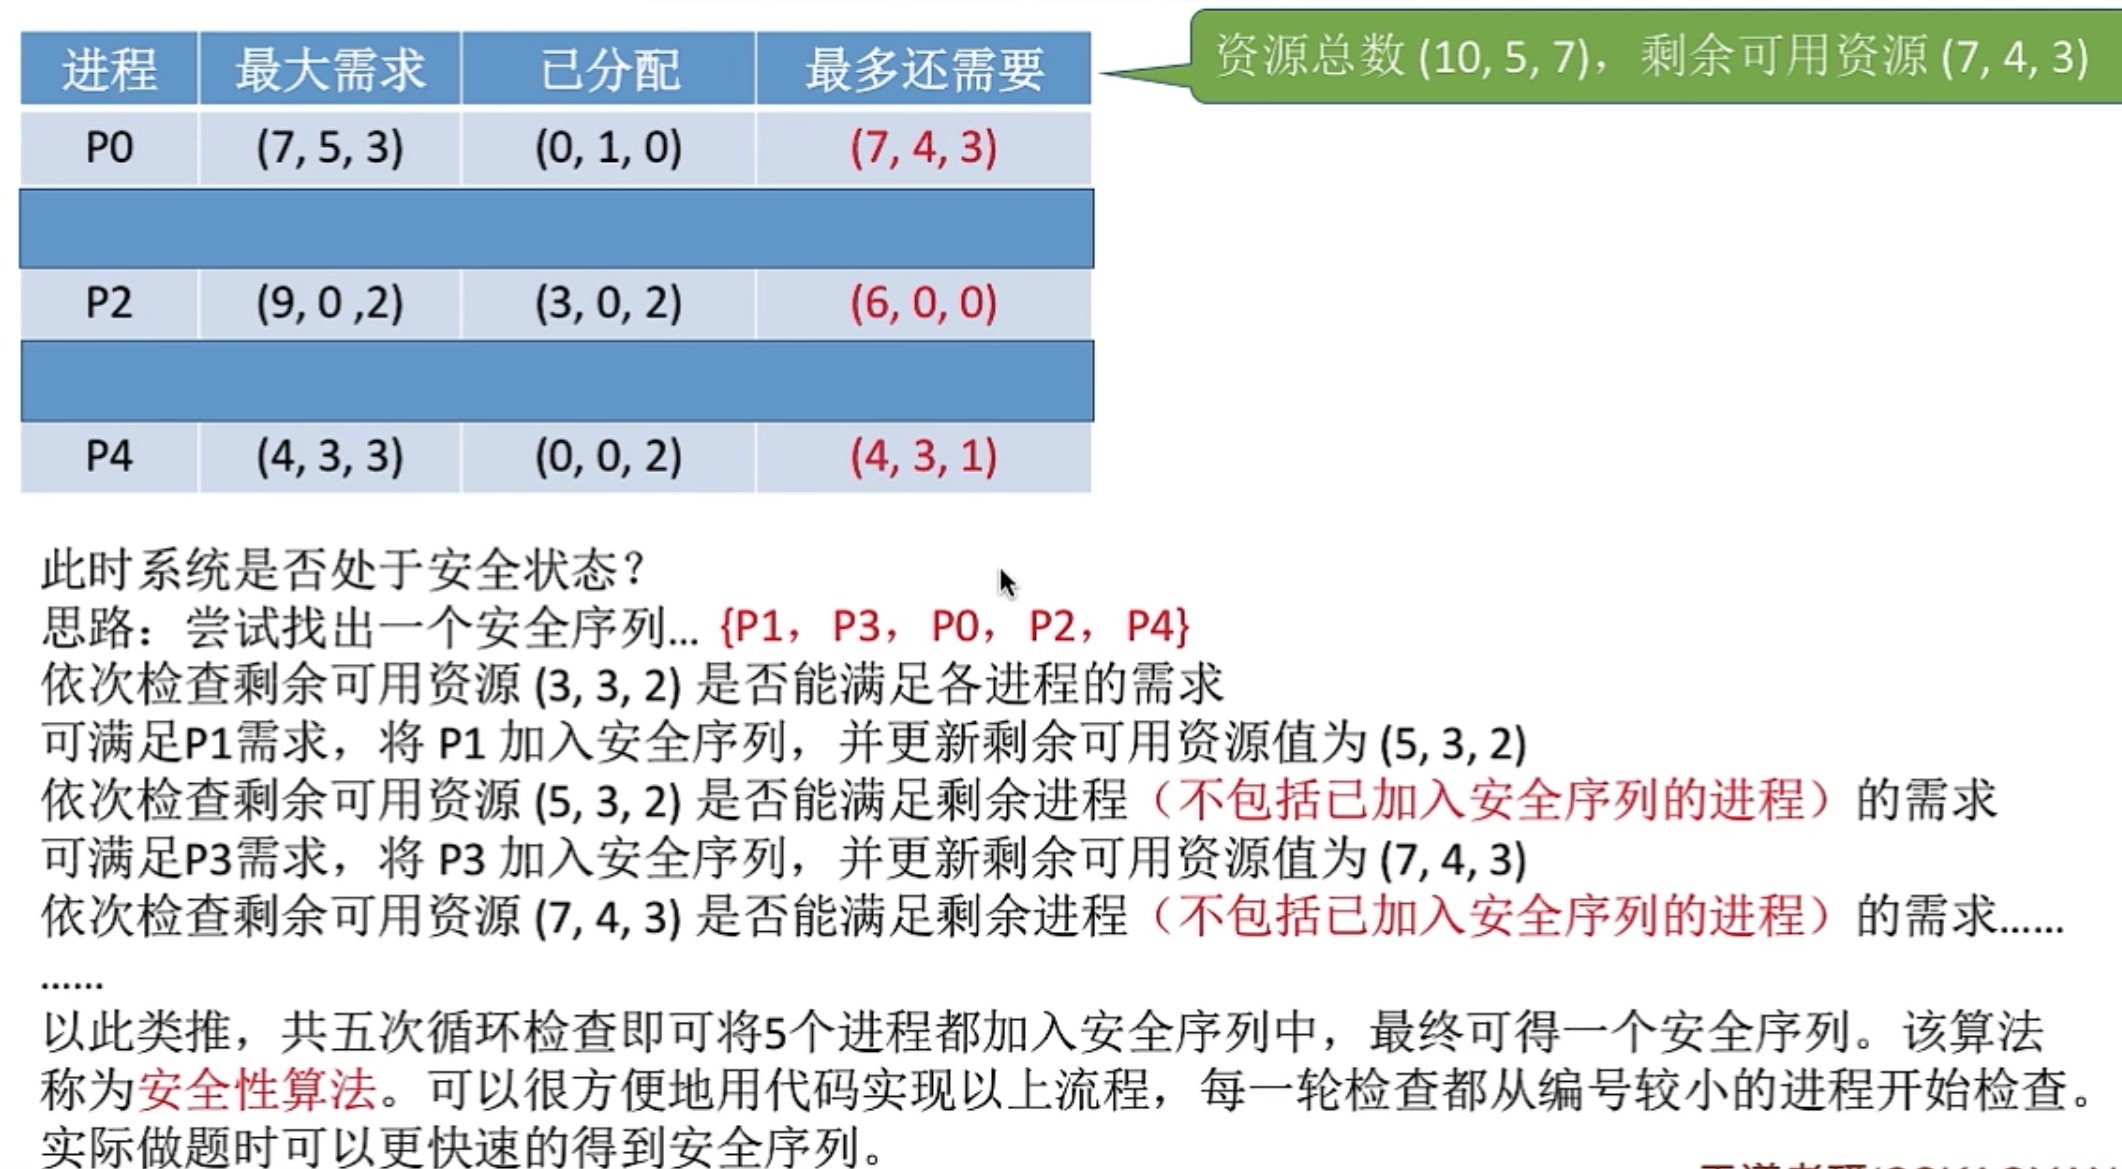 资源总数 (10, 5, 7)，剩余可用资源 (7, 4, 3)
进程 最大需求 已分配 最多还需要
P0 (7, 5, 3) (0, 1, 0) (7, 4, 3)
P2 (9, 0 ,2) (3, 0, 2) (6, 0, 0)
P4 (4, 3, 3) (0, 0, 2) (4, 3, 1)
此时系统是否处于安全状态？
思路：尝试找出一个安全序列... {P1，P3，P0，P2，P4}
依次检查剩余可用资源 (3, 3, 2) 是否能满足各进程的需求
可满足P1需求，将 P1 加入安全序列，并更新剩余可用资源值为 (5, 3, 2)
依次检查剩余可用资源 (5, 3, 2) 是否能满足剩余进程（不包括已加入安全序列的进程）的需求
可满足P3需求，将 P3 加入安全序列，并更新剩余可用资源值为 (7, 4, 3)
依次检查剩余可用资源 (7, 4, 3) 是否能满足剩余进程（不包括已加入安全序列的进程）的需求......
......
以此类推，共五次循环检查即可将5个进程都加入安全序列中，最终可得一个安全序列。该算法
称为安全性算法。可以很方便地用代码实现以上流程，每一轮检查都从编号较小的进程开始检查。
实际做题时可以更快速的得到安全序列。